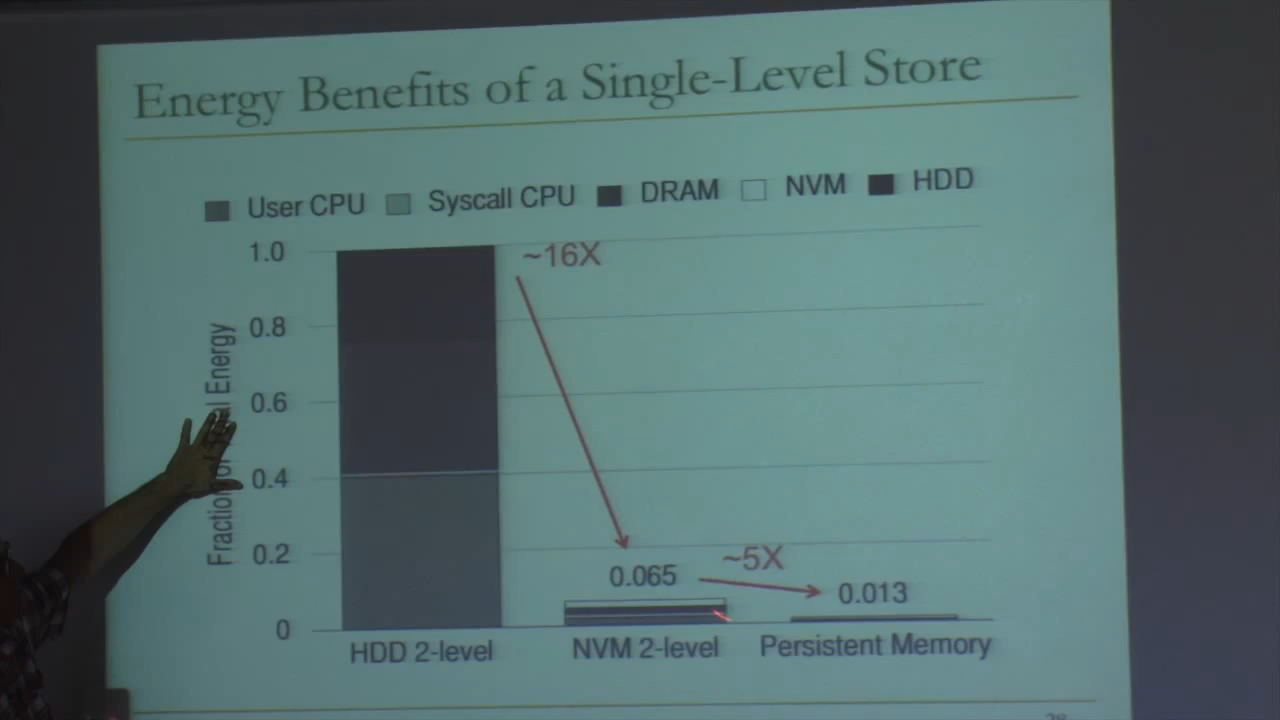 Energy Benefits of a Single-Level Store
User CPU Syscall CPU DRAM NVM HDD
1.0
~16X
0.8
0.6
0.4
0.2
0
Fraction Energy
0.065
~5X
0.013
HDD 2-level NVM 2-level Persistent Memory